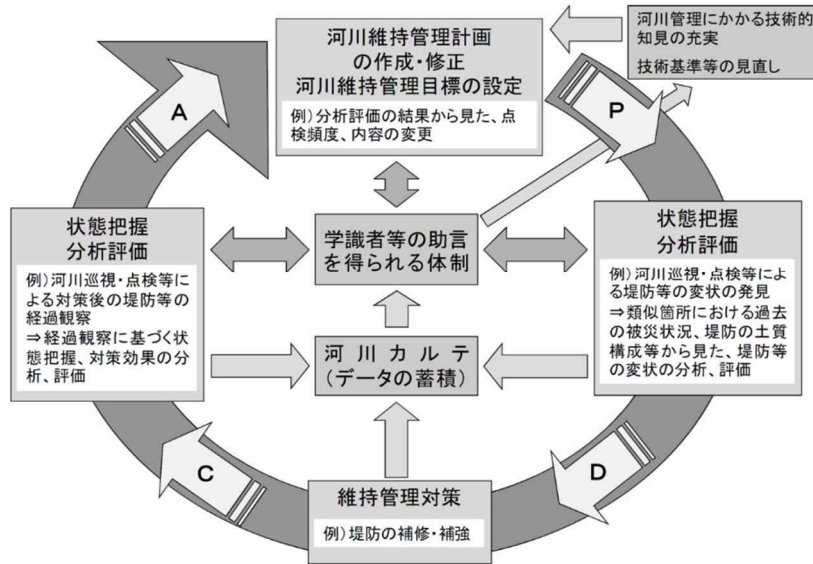 河川維持管理計画
の作成・修正
河川維持管理目標の設定
例）分析評価の結果から見た、点
検頻度、内容の変更
河川管理にかかる技術的
知見の充実
技術基準等の見直し
A
P
状態把握
分析評価
例）河川巡視・点検等
による対策後の堤防等の
経過観察
⇒経過観察に基づく状
態把握、対策効果の分
析、評価
学識者等の助言
を得られる体制
状態把握
分析評価
例）河川巡視・点検等によ
る堤防等の変状の発見
⇒類似箇所における過去
の被災状況、堤防の土質
構成等から見た、堤防等
の変状の分析、評価
河川カルテ
（データの蓄積）
C
D
維持管理対策
例）堤防の補修・補強